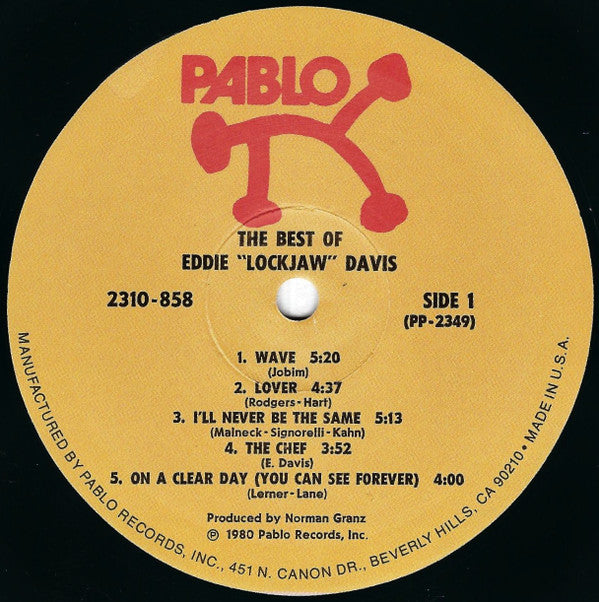 PABLO
THE BEST OF
EDDIE "LOCKJAW" DAVIS
2310-858
SIDE 1
(PP-2349)
1. WAVE 5:20
(Jobim)
2. LOVER 4:37
(Rodgers-Hart)
3. I'LL NEVER BE THE SAME 5:13
(Malneck-Signorelli-Kahn)
4. THE CHEF 3:52
(E. Davis)
5. ON A CLEAR DAY (YOU CAN SEE FOREVER) 4:00
(Lerner-Lane)
Produced by Norman Granz
℗ 1980 Pablo Records, Inc.
MANUFACTURED BY PABLO RECORDS, INC., 451 N. CANON DR., BEVERLY HILLS, CA 90210 • MADE IN U.S.A.